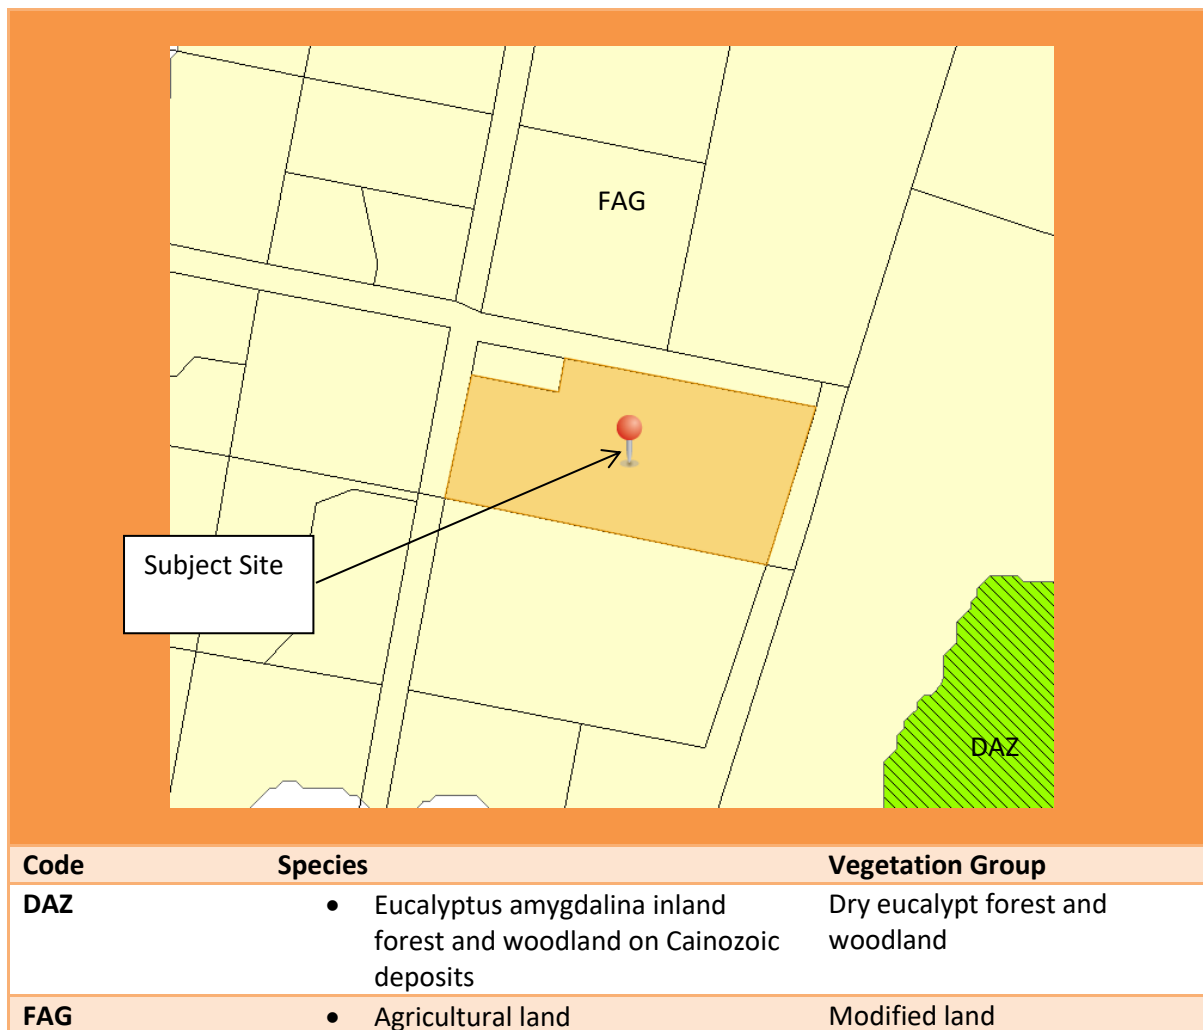 FAG
Subject Site
DAZ
Code Species Vegetation Group
DAZ • Eucalyptus amygdalina inland Dry eucalypt forest and
forest and woodland on Cainozoic woodland
deposits
FAG • Agricultural land Modified land